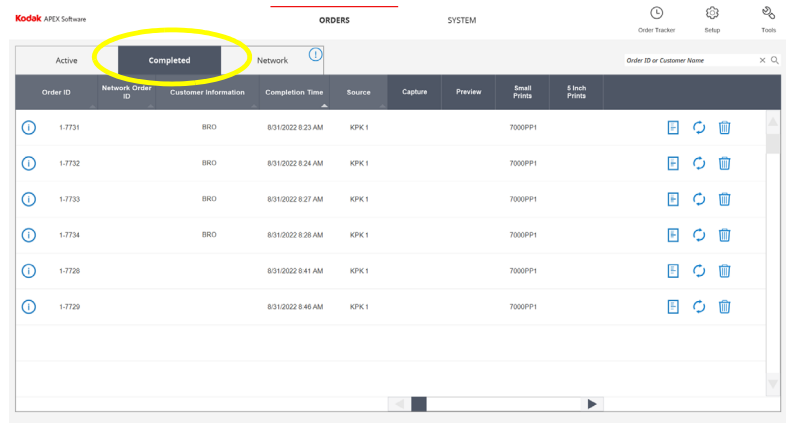 Kodak APEX Software
ORDERS
SYSTEM
Order Tracker
Setup
Tools
Active
Completed
Network
Order ID or Customer Name
Order ID
Network Order
ID
Customer Information
Completion Time
Source
Capture
Preview
Small
Prints
5 Inch
Prints
1-7731 BRO 8/31/2022 8:23 AM KPK 1 7000PP1
1-7732 BRO 8/31/2022 8:24 AM KPK 1 7000PP1
1-7733 BRO 8/31/2022 8:27 AM KPK 1 7000PP1
1-7734 BRO 8/31/2022 8:28 AM KPK 1 7000PP1
1-7728 8/31/2022 8:41 AM KPK 1 7000PP1
1-7729 8/31/2022 8:46 AM KPK 1 7000PP1